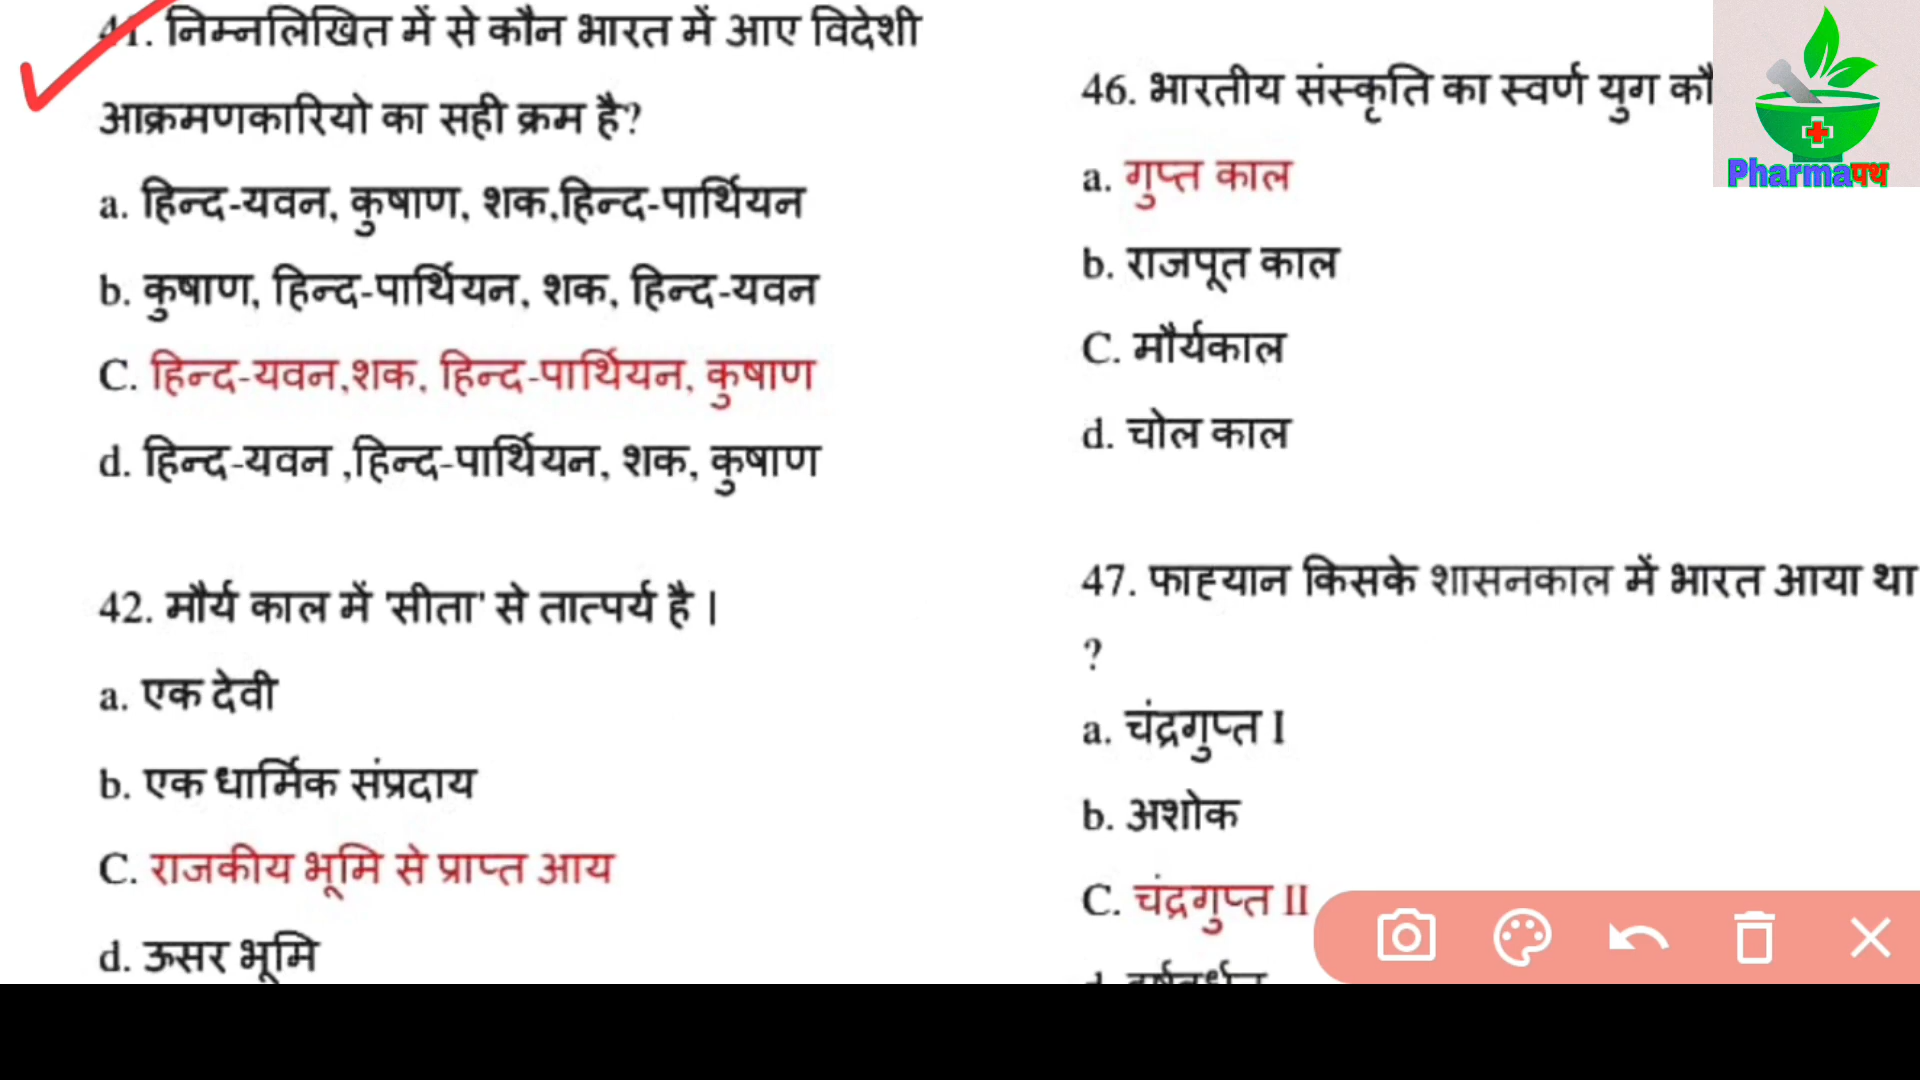 41. निम्नलिखित में से कौन भारत में आए विदेशी
आक्रमणकारियो का सही क्रम है?
a. हिन्द-यवन, कुषाण, शक,हिन्द-पार्थियन
b. कुषाण, हिन्द-पार्थियन, शक, हिन्द-यवन
C. हिन्द-यवन,शक, हिन्द-पार्थियन, कुषाण
d. हिन्द-यवन ,हिन्द-पार्थियन, शक, कुषाण
42. मौर्य काल में 'सीता' से तात्पर्य है |
a. एक देवी
b. एक धार्मिक संप्रदाय
C. राजकीय भूमि से प्राप्त आय
d. ऊसर भूमि
46. भारतीय संस्कृति का स्वर्ण युग
a. गुप्त काल
b. राजपूत काल
C. मौर्यकाल
d. चोल काल
47. फाह्यान किसके शासनकाल में भारत आया था
?
a. चंद्रगुप्त I
b. अशोक
C. चंद्रगुप्त II
Pharmaपथ